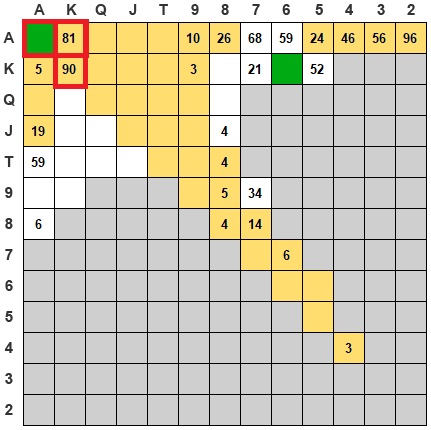 A K Q J T 9 8 7 6 5 4 3 2
A 81 10 26 68 59 24 46 56 96
K 5 90 3 21 52
Q
J 19 4
T 59 4
9 5 34
8 6 4 14
7 6
6
5
4 3
3
2